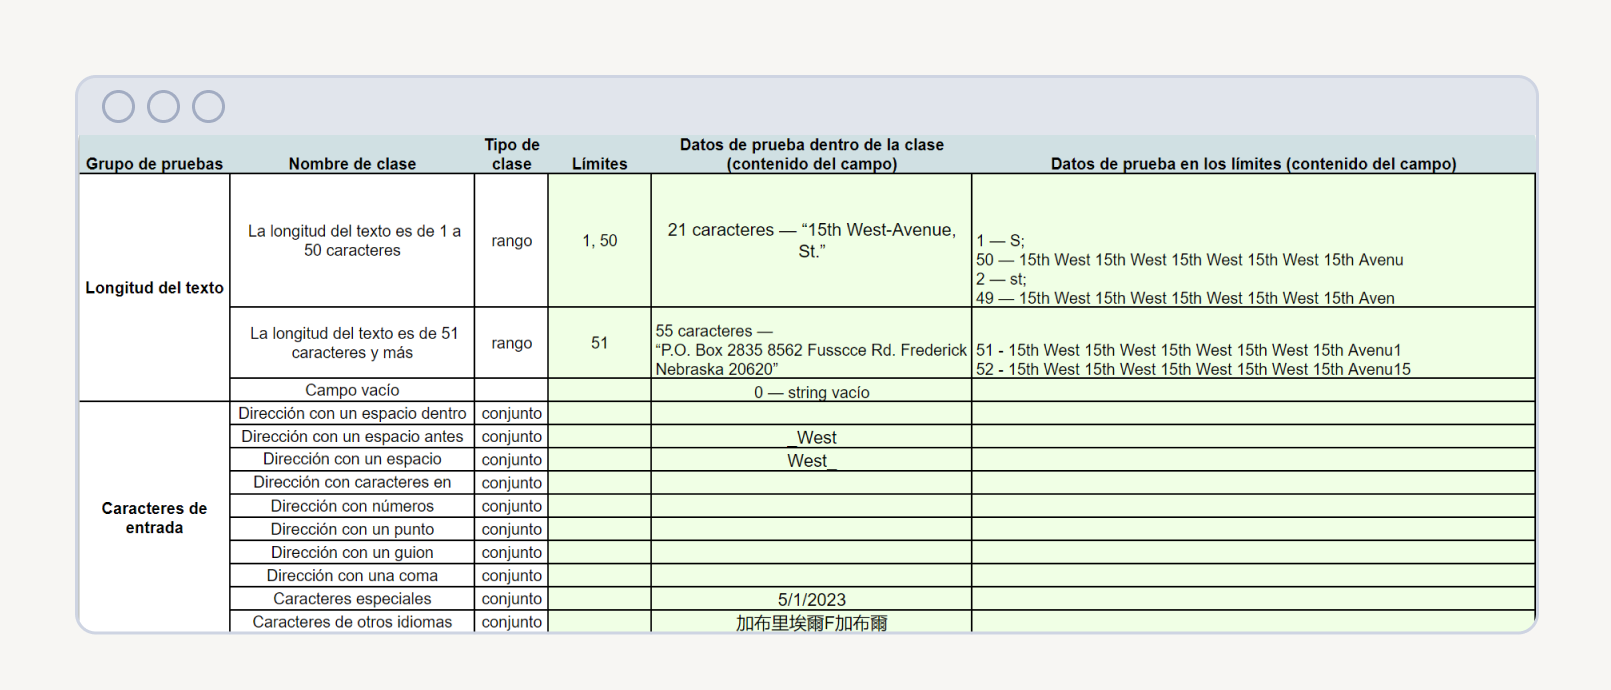 Grupo de pruebas
Nombre de clase
Tipo de
clase
Límites
Datos de prueba dentro de la clase
(contenido del campo)
Datos de prueba en los límites (contenido del campo)
Longitud del texto
La longitud del texto es de 1 a
50 caracteres
rango
1, 50
21 caracteres — “15th West-Avenue,
St.”
1 — S;
50 — 15th West 15th West 15th West 15th West 15th Avenu
2 — st;
49 — 15th West 15th West 15th West 15th West 15th Aven
La longitud del texto es de 51
caracteres y más
rango
51
55 caracteres —
“P.O. Box 2835 8562 Fusscce Rd. Frederick
Nebraska 20620”
51 - 15th West 15th West 15th West 15th West 15th Avenu1
52 - 15th West 15th West 15th West 15th West 15th Avenu15
Campo vacío
0 — string vacío
Caracteres de
entrada
Dirección con un espacio dentro
conjunto
Dirección con un espacio antes
conjunto
_West
Dirección con un espacio
conjunto
West_
Dirección con caracteres en
conjunto
Dirección con números
conjunto
Dirección con un punto
conjunto
Dirección con un guion
conjunto
Dirección con una coma
conjunto
Caracteres especiales
conjunto
5/1/2023
Caracteres de otros idiomas
conjunto
加布里埃爾F加布爾